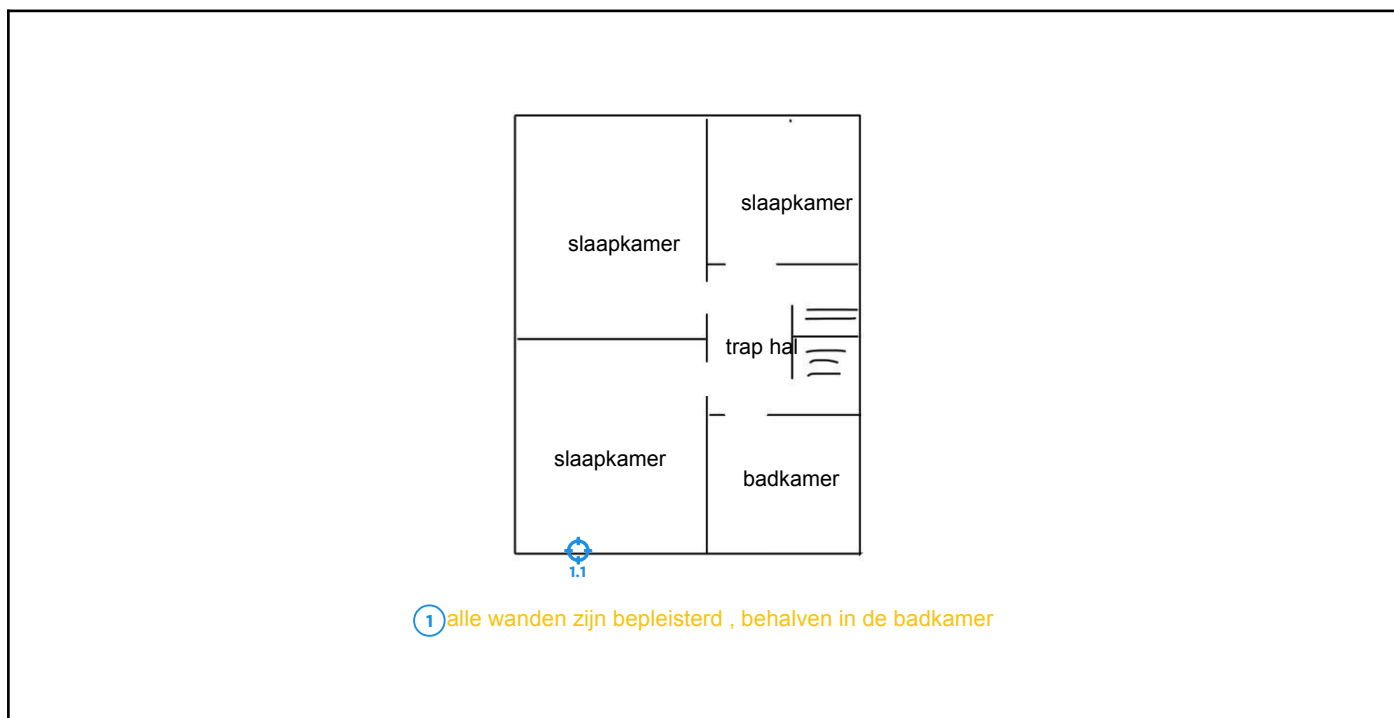 slaapkamer
slaapkamer
trap hal
slaapkamer
badkamer
1.1
1 alle wanden zijn bepleisterd , behalven in de badkamer